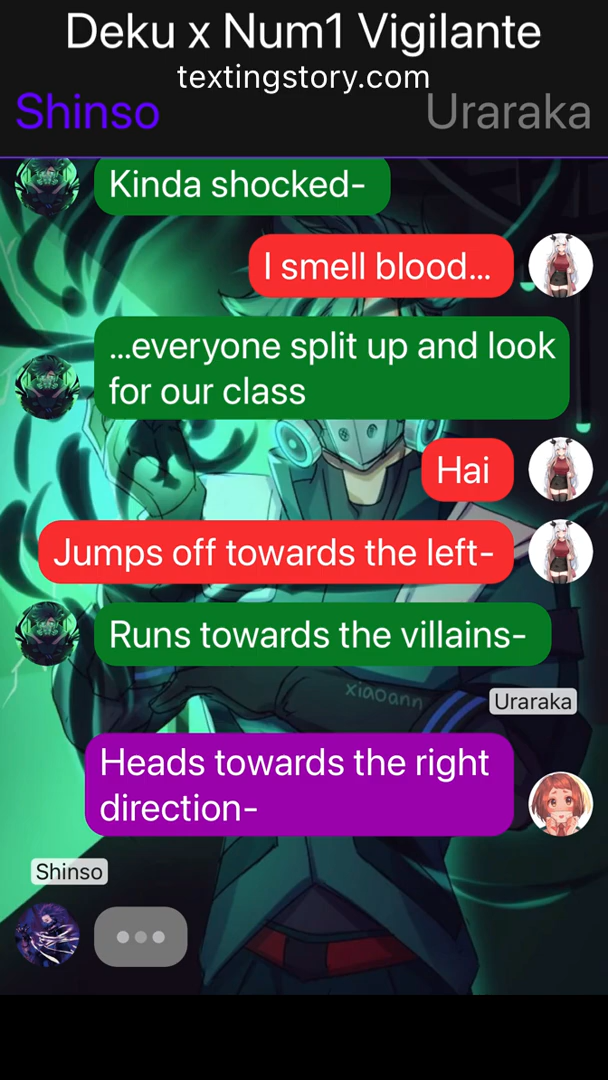 Deku x Num1 Vigilante
textingstory.com
Shinso
Uraraka
Kinda shocked-
I smell blood...
...everyone split up and look
for our class
Hai
Jumps off towards the left-
Runs towards the villains-
xiaoann
Uraraka
Heads towards the right
direction-
Shinso